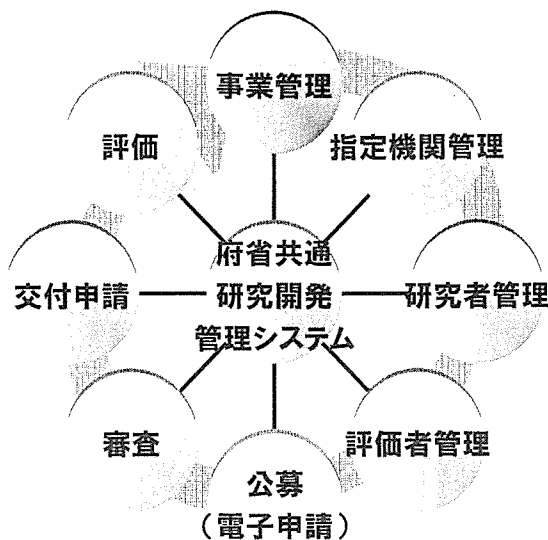 事業管理
指定機関管理
研究者管理
評価者管理
公募
（電子申請）
審査
交付申請
評価
府省共通
研究開発
管理システム